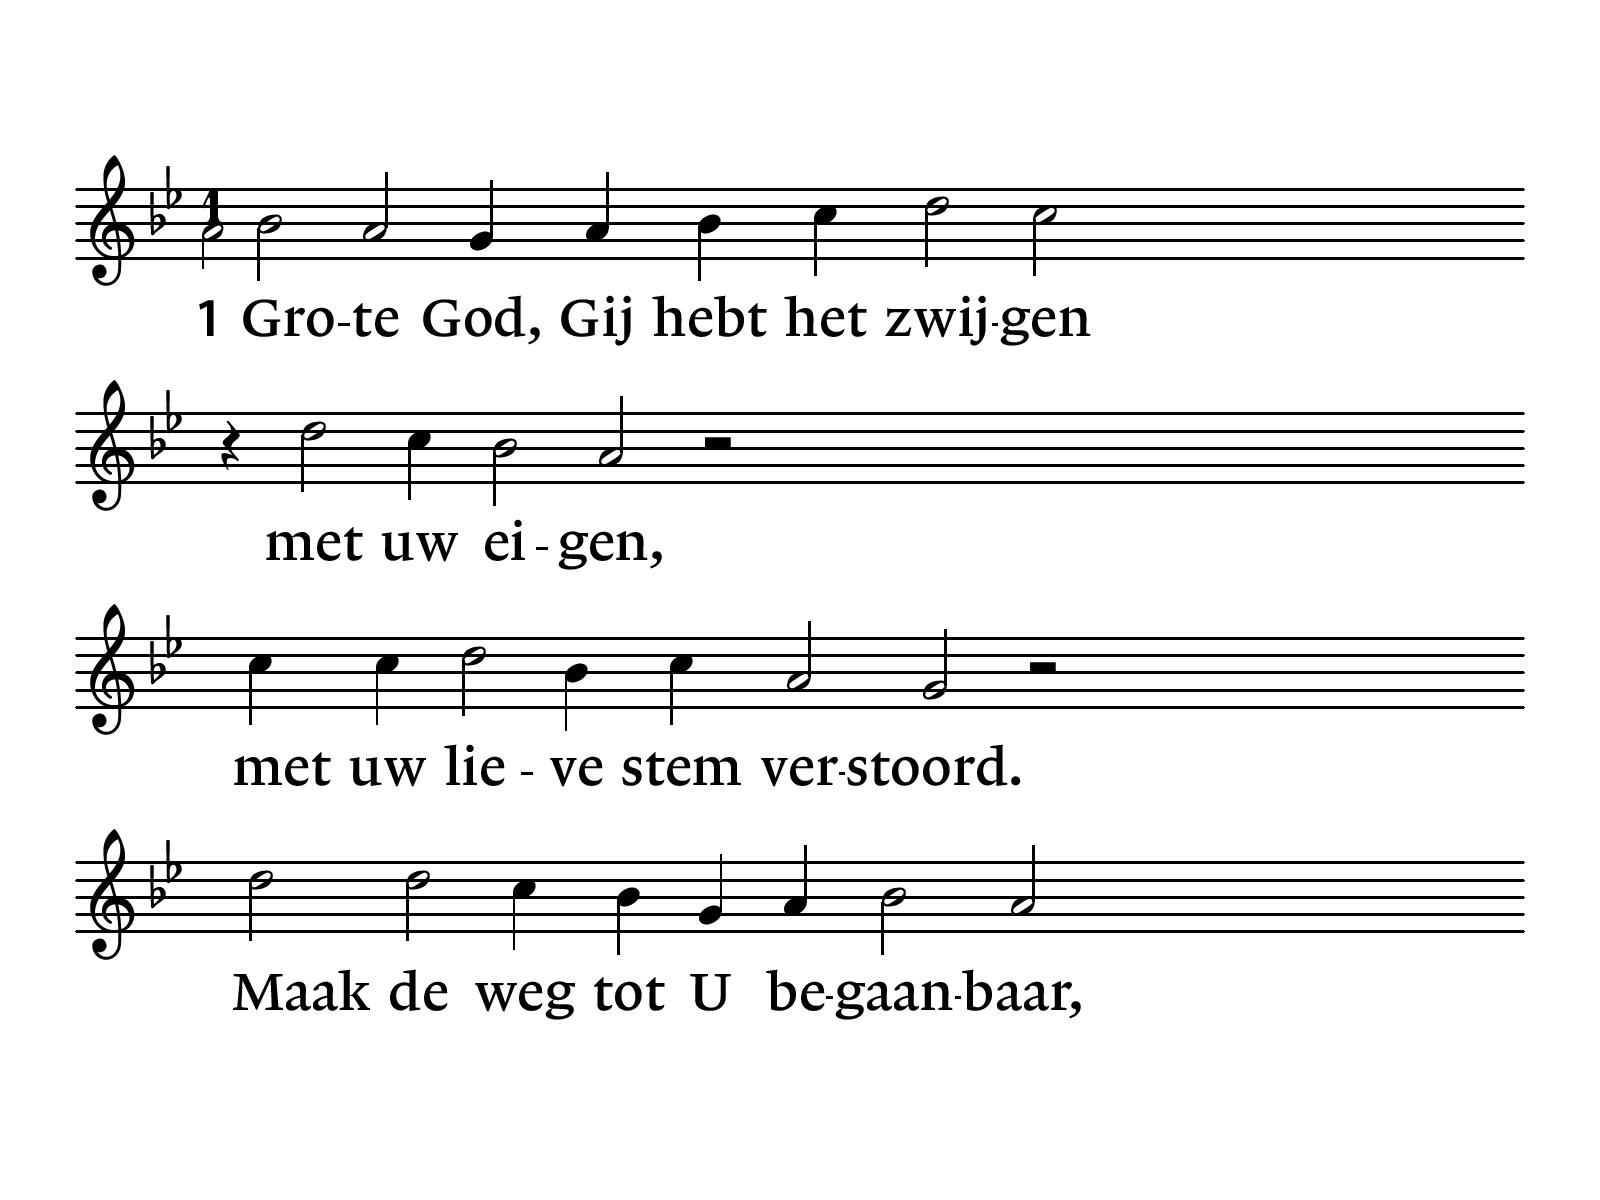 1 Gro-te God, Gij hebt het zwij-gen
met uw ei - gen,
met uw lie - ve stem ver-stoord.
Maak de weg tot U be-gaan-baar,